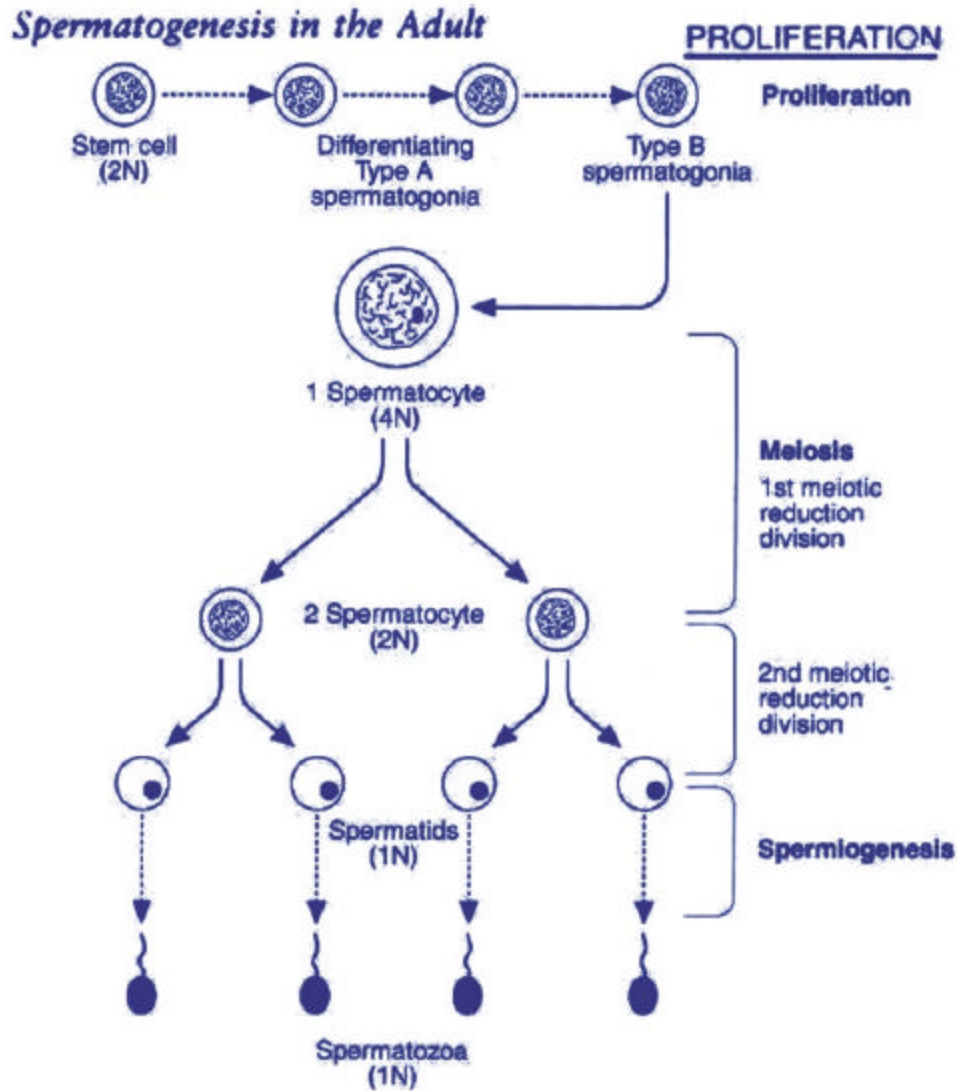 Spermatogenesis in the Adult
PROLIFERATION
Proliferation
Stem cell
(2N)
Differentiating
Type A
spermatogonia
Type B
spermatogonia
1 Spermatocyte
(4N)
Meiosis
1st meiotic
reduction
division
2 Spermatocyte
(2N)
2nd meiotic
reduction
division
Spermatids
(1N)
Spermiogenesis
Spermatozoa
(1N)